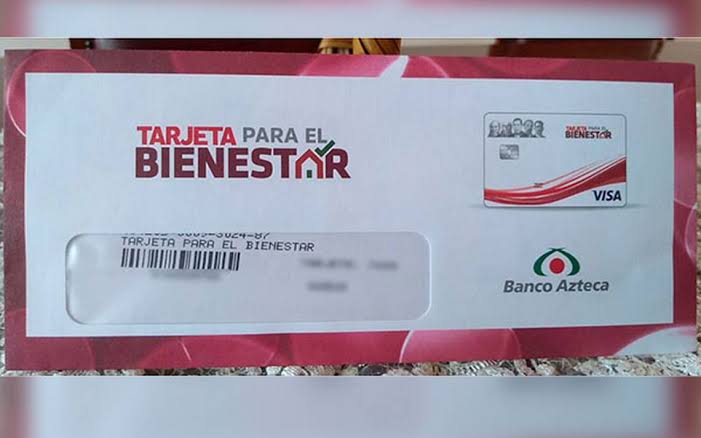 TARJETA PARA EL
BIENESTAR
TARJETA PARA EL
BIENESTAR
VISA
TARJETA PARA EL BIENESTAR
Banco Azteca